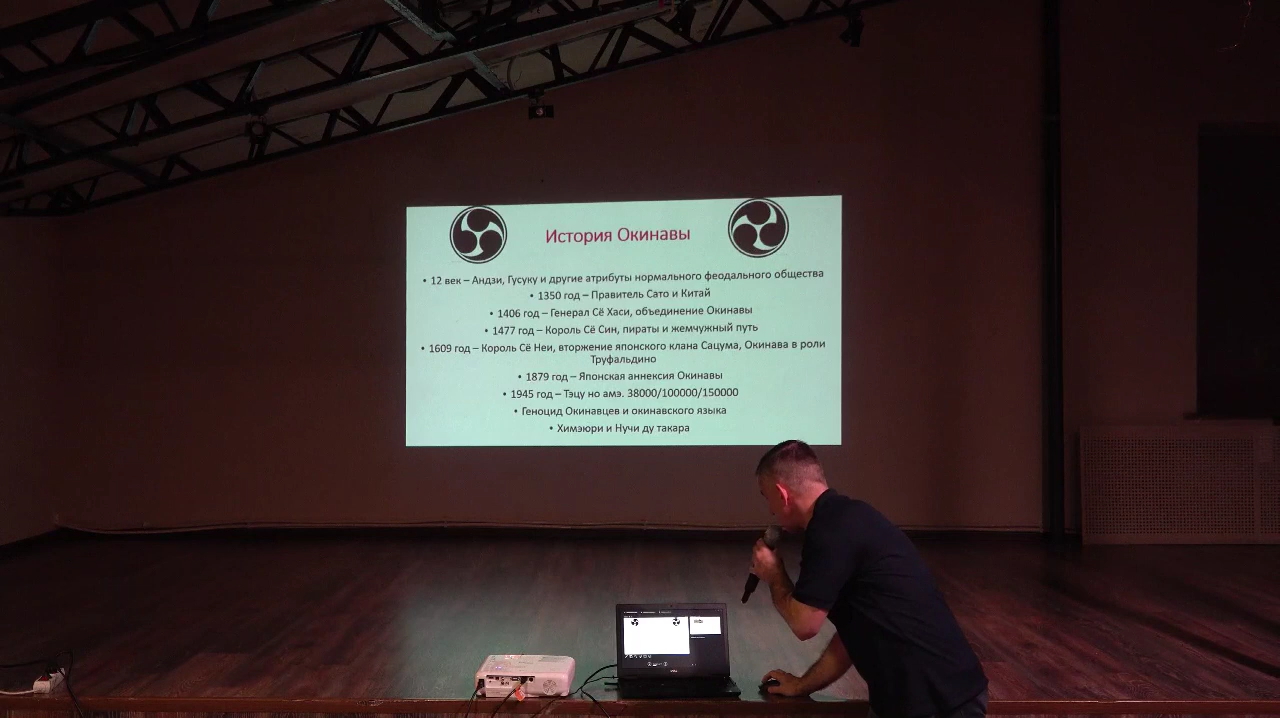 История Окинавы
• 12 век – Андзи, Гусуку и другие атрибуты нормального феодального общества
• 1350 год – Правитель Сато и Китай
• 1406 год – Генерал Сё Хаси, объединение Окинавы
• 1477 год – Король Сё Син, пираты и жемчужный путь
• 1609 год – Король Сё Неи, вторжение японского клана Сацума, Окинава в роли
Труфальдино
• 1879 год – Японская аннексия Окинавы
• 1945 год – Тэцу но амэ. 38000/100000/150000
• Геноцид Окинавцев и окинавского языка
• Химэюри и Нучи ду такара